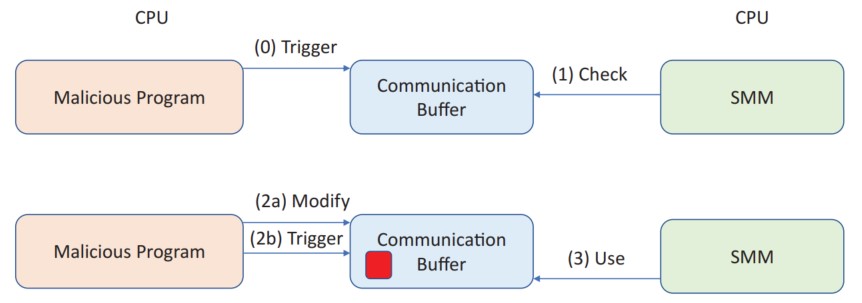 CPU
CPU
(0) Trigger
Malicious Program
Communication
Buffer
(1) Check
SMM
(2a) Modify
(2b) Trigger
Malicious Program
Communication
Buffer
(3) Use
SMM